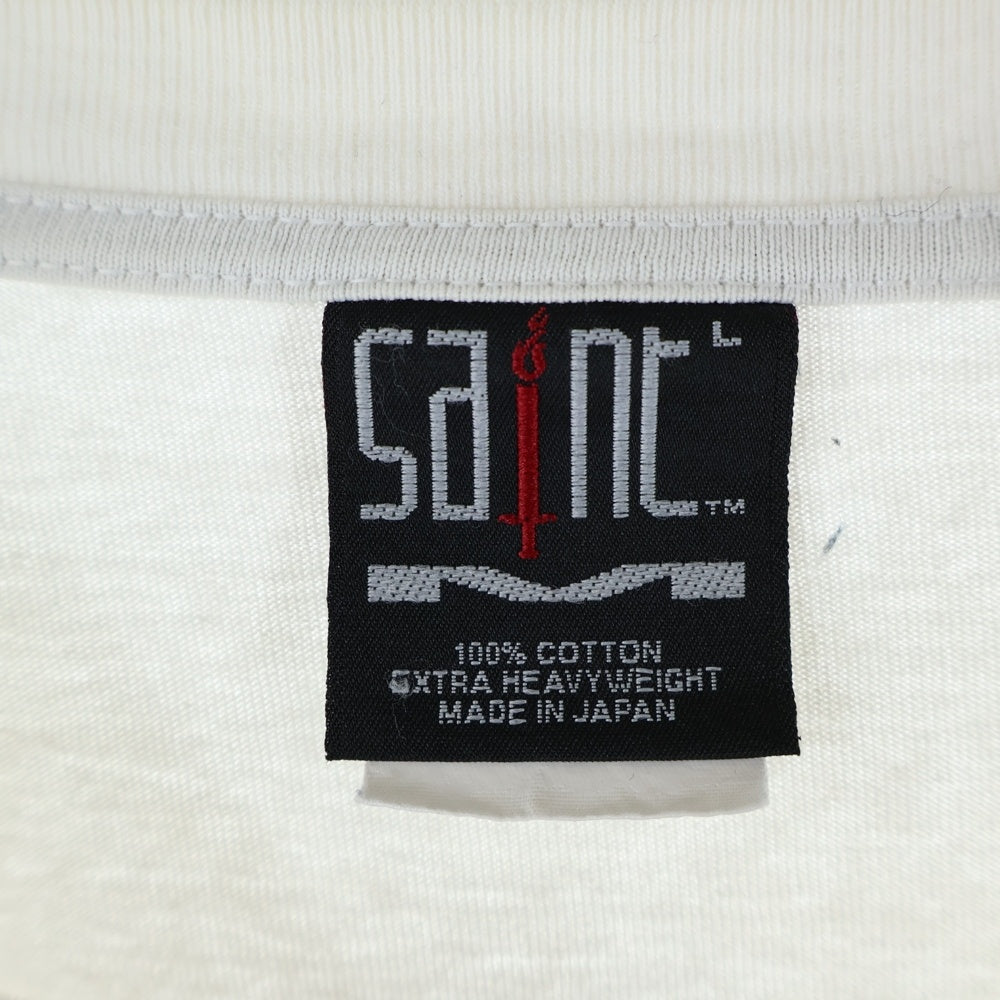 saint L
TM
100% COTTON
EXTRA HEAVYWEIGHT
MADE IN JAPAN